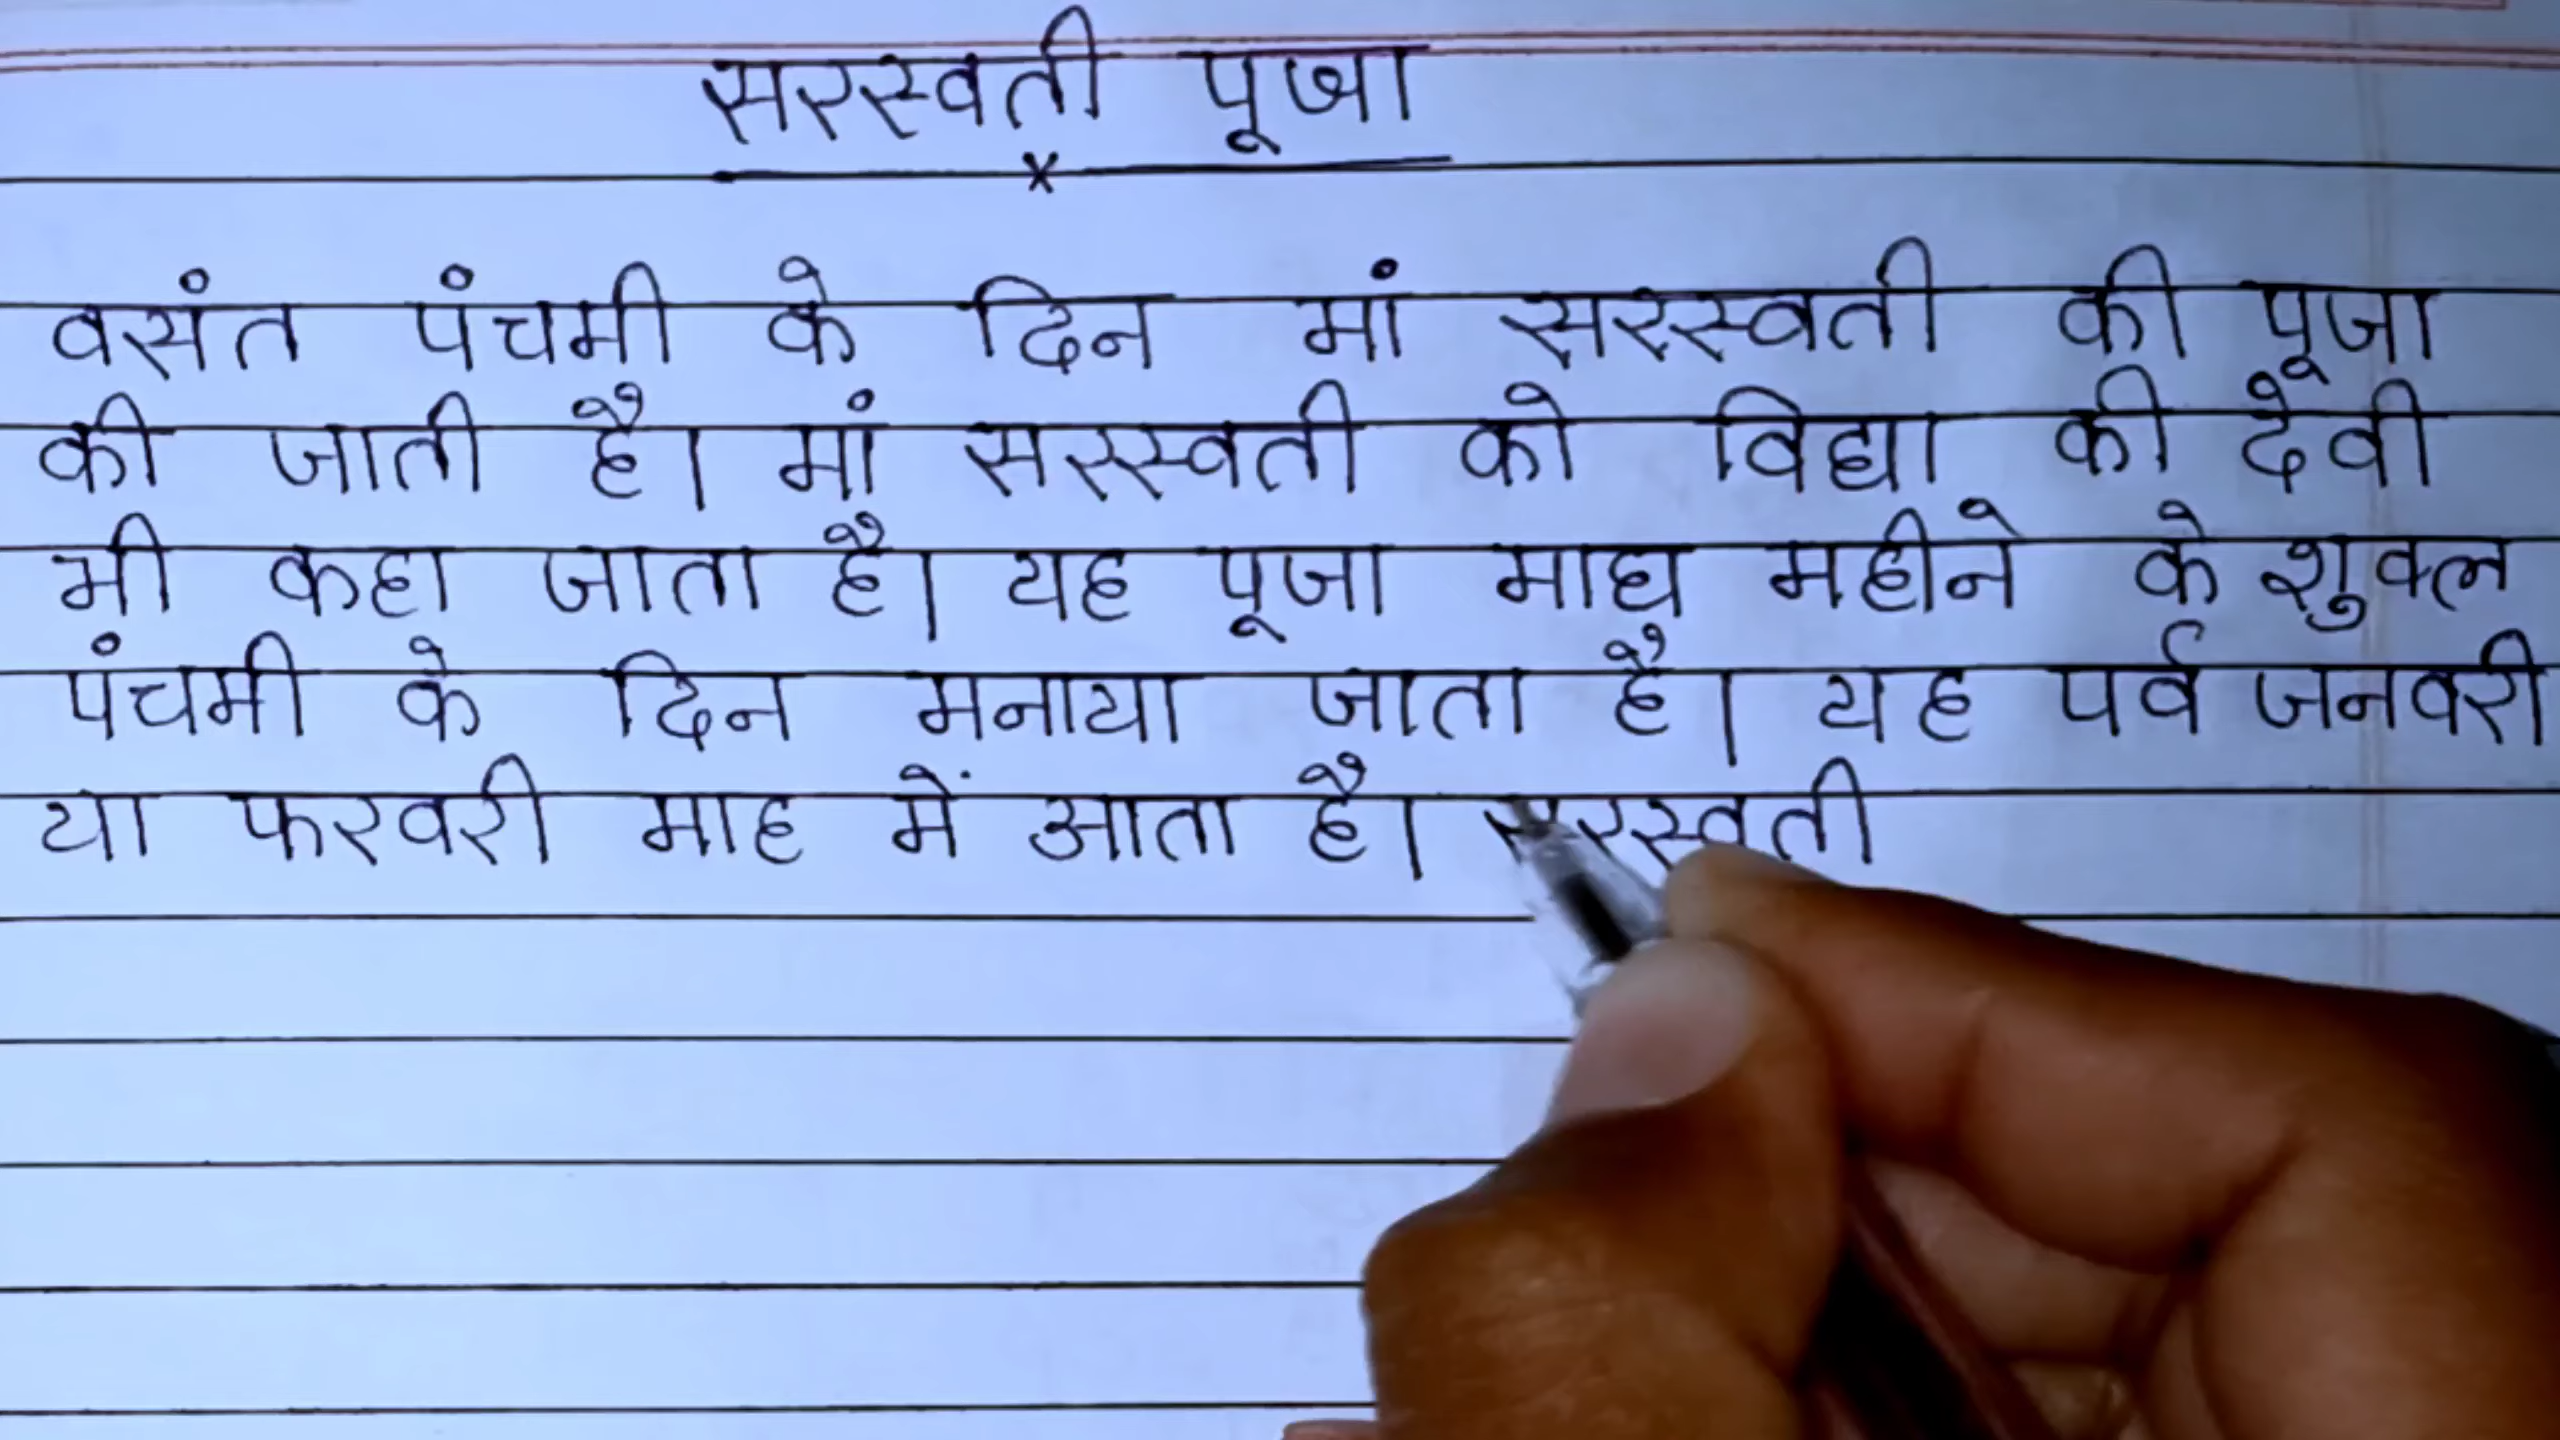 सरस्वती पूजा
x
वसंत पंचमी के दिन मां सरस्वती की पूजा
की जाती है। मां सरस्वती को विद्या की देवी
भी कहा जाता है। यह पूजा माघ महीने के शुक्ल
पंचमी के दिन मनाया जाता है। यह पर्व जनवरी
या फरवरी माह में आता है। सरस्वती